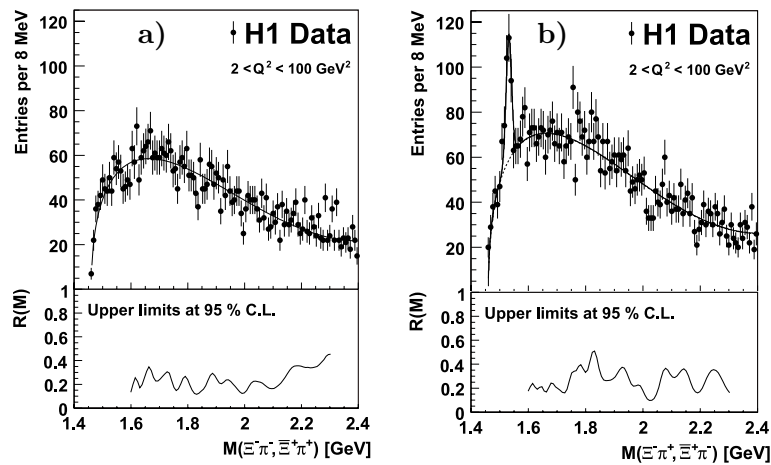 a)
H1 Data
2 < Q² < 100 GeV²
Entries per 8 MeV
120
100
80
60
40
20
R(M)
1
0.8
0.6
0.4
0.2
0
Upper limits at 95 % C.L.
1.4 1.6 1.8 2 2.2 2.4
M(Ξ⁻π⁻, Ξ̅⁺π⁺) [GeV]
b)
H1 Data
2 < Q² < 100 GeV²
Entries per 8 MeV
120
100
80
60
40
20
R(M)
1
0.8
0.6
0.4
0.2
0
Upper limits at 95 % C.L.
1.4 1.6 1.8 2 2.2 2.4
M(Ξ⁻π⁺, Ξ̅⁺π⁻) [GeV]